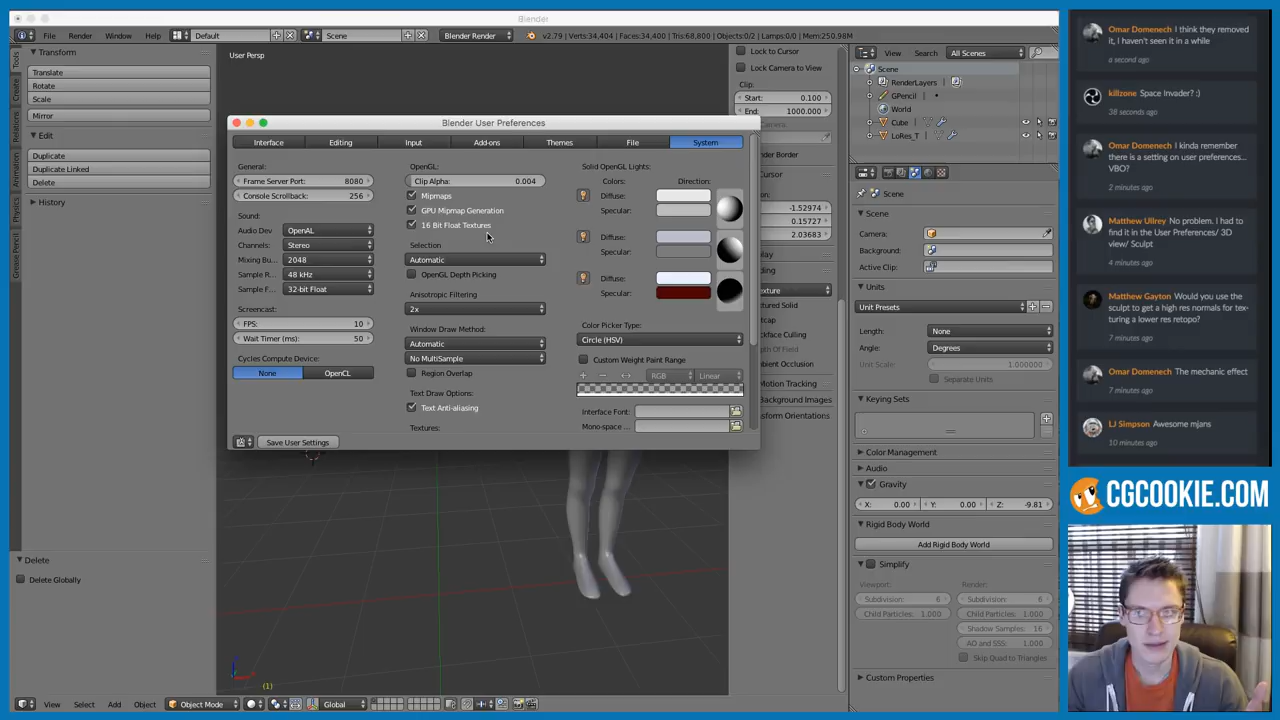 Blender
File
Render
Window
Help
Default
Scene
Blender Render
v2.79 | Verts:34,404 | Faces:34,400 | Tris:68,800 | Objects:0/2 | Lamps:0/0 | Mem:250.98M
Tools
Create
Relations
Animation
Physics
Grease Pencil
Transform
Translate
Rotate
Scale
Mirror
Edit
Duplicate
Duplicate Linked
Delete
History
Delete
Delete Globally
User Persp
(1)
Blender User Preferences
Interface
Editing
Input
Add-ons
Themes
File
System
General:
Frame Server Port: 8080
Console Scrollback: 256
Sound:
Audio Dev OpenAL
Channels: Stereo
Mixing Bu... 2048
Sample R... 48 kHz
Sample F... 32-bit Float
Screencast:
FPS: 10
Wait Timer (ms): 50
Cycles Compute Device:
None
OpenCL
OpenGL:
Clip Alpha: 0.004
Mipmaps
GPU Mipmap Generation
16 Bit Float Textures
Selection
Automatic
OpenGL Depth Picking
Anisotropic Filtering
2x
Window Draw Method:
Automatic
No MultiSample
Region Overlap
Text Draw Options:
Text Anti-aliasing
Textures:
Solid OpenGL Lights:
Colors:
Direction:
Diffuse:
Specular:
Diffuse:
Specular:
Diffuse:
Specular:
Color Picker Type:
Circle (HSV)
Custom Weight Paint Range
RGB
Linear
Interface Font:
Mono-space ...
Save User Settings
Lock to Cursor
Lock Camera to View
Clip:
Start: 0.100
End: 1000.000
Camera:
Border
Cursor
-1.52974
0.15727
2.03683
Culling
Occlusion
Motion Tracking
Background Images
Orientations
View
Search
All Scenes
Scene
RenderLayers
GPencil
World
Cube
LoRes_T
Scene
Scene
Camera:
Background:
Active Clip:
Units
Unit Presets
Length: None
Angle: Degrees
Unit Scale: 1.000000
Separate Units
Keying Sets
Color Management
Audio
Gravity
X: 0.00
Y: 0.00
Z: -9.81
Rigid Body World
Add Rigid Body World
Simplify
Viewport:
Render:
Subdivision: 6
Subdivision: 6
Child Particles: 1.000
Child Particles: 1.000
Shadow Samples: 16
AO and SSS: 1.000
Skip Quad to Triangles
Custom Properties
View
Select
Add
Object
Object Mode
Global
Omar Domenech I think they removed
it, I haven't seen it in a while
a second ago
killzone Space Invader? :)
38 seconds ago
Omar Domenech I kinda remember
there is a setting on user preferences...
VBO?
2 minutes ago
Matthew Ullrey No problem. I had to
find it in the User Preferences/ 3D
view/ Sculpt
4 minutes ago
Matthew Gayton Would you use the
sculpt to get a high res normals for tex-
turing a lower res retopo?
7 minutes ago
Omar Domenech The mechanic effect
7 minutes ago
LJ Simpson Awesome mjans
10 minutes ago
CGCOOKIE.COM